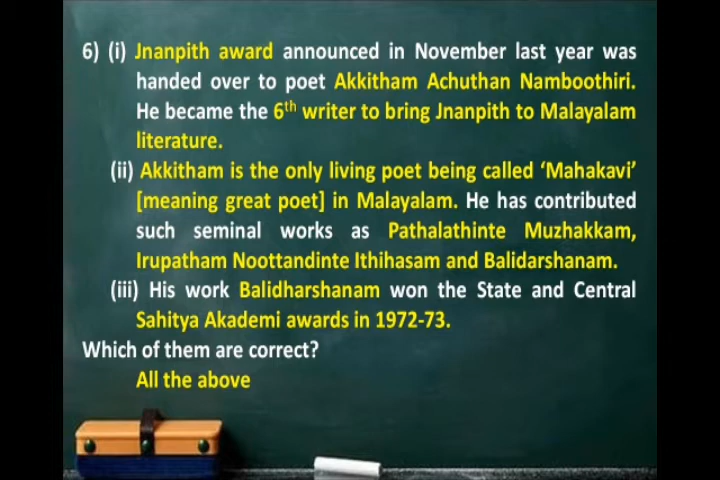 6) (i) Jnanpith award announced in November last year was
handed over to poet Akkitham Achuthan Namboothiri.
He became the 6th writer to bring Jnanpith to Malayalam
literature.
(ii) Akkitham is the only living poet being called ‘Mahakavi’
[meaning great poet] in Malayalam. He has contributed
such seminal works as Pathalathinte Muzhakkam,
Irupatham Noottandinte Ithihasam and Balidarshanam.
(iii) His work Balidharshanam won the State and Central
Sahitya Akademi awards in 1972-73.
Which of them are correct?
All the above